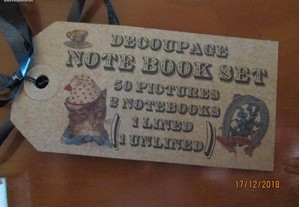 DECOUPAGE
NOTE BOOK SET
50 PICTURES
2 NOTEBOOKS
(1 LINED
1 UNLINED)
17/12/2018